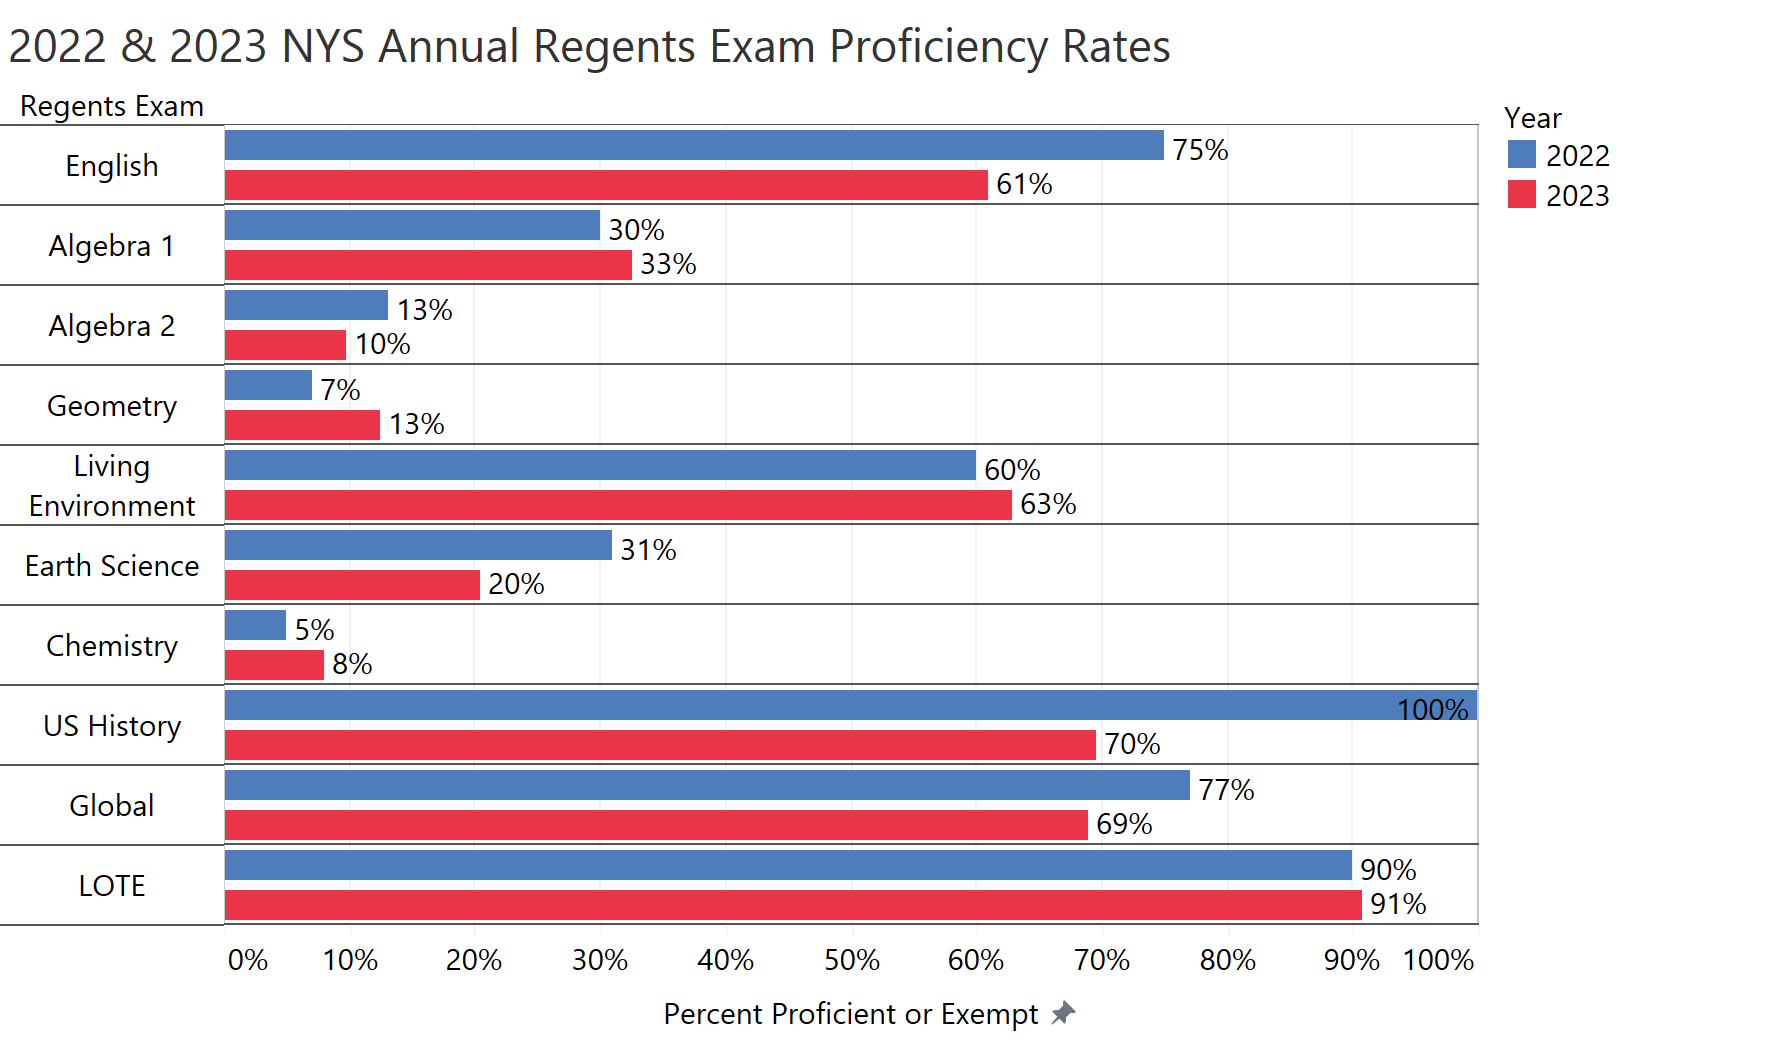 2022 & 2023 NYS Annual Regents Exam Proficiency Rates
Regents Exam
Year
2022
2023
English
75%
61%
Algebra 1
30%
33%
Algebra 2
13%
10%
Geometry
7%
13%
Living
Environment
60%
63%
Earth Science
31%
20%
Chemistry
5%
8%
US History
100%
70%
Global
77%
69%
LOTE
90%
91%
0% 10% 20% 30% 40% 50% 60% 70% 80% 90% 100%
Percent Proficient or Exempt